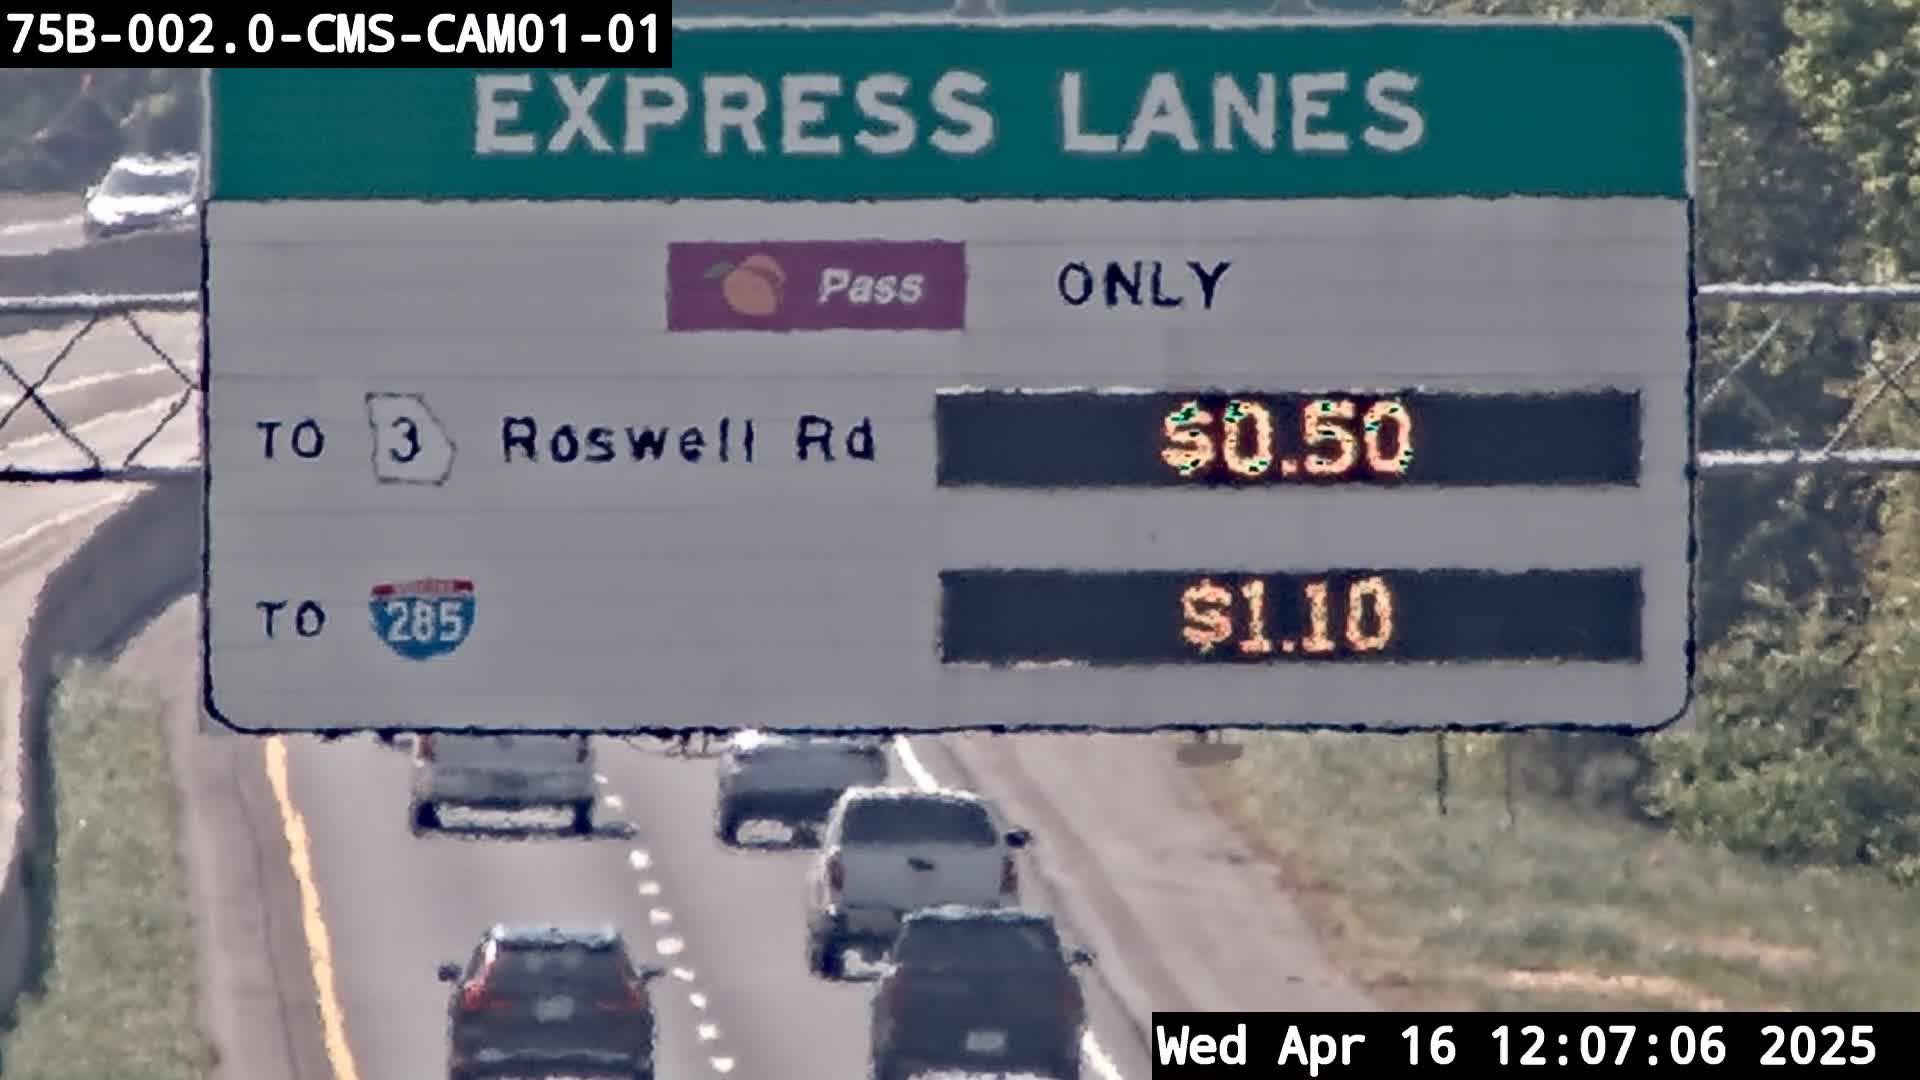 75B-002.0-CMS-CAM01-01
EXPRESS LANES
Pass ONLY
TO 3 Roswell Rd $0.50
TO 285 $1.10
Wed Apr 16 12:07:06 2025